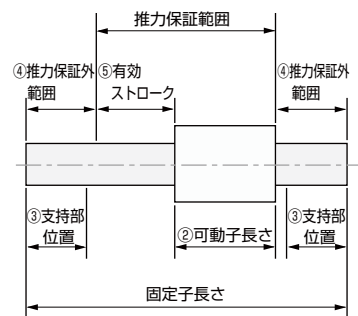 推力保証範囲
④推力保証外
範囲
⑤有効
ストローク
④推力保証外
範囲
③支持部
位置
②可動子長さ
③支持部
位置
固定子長さ